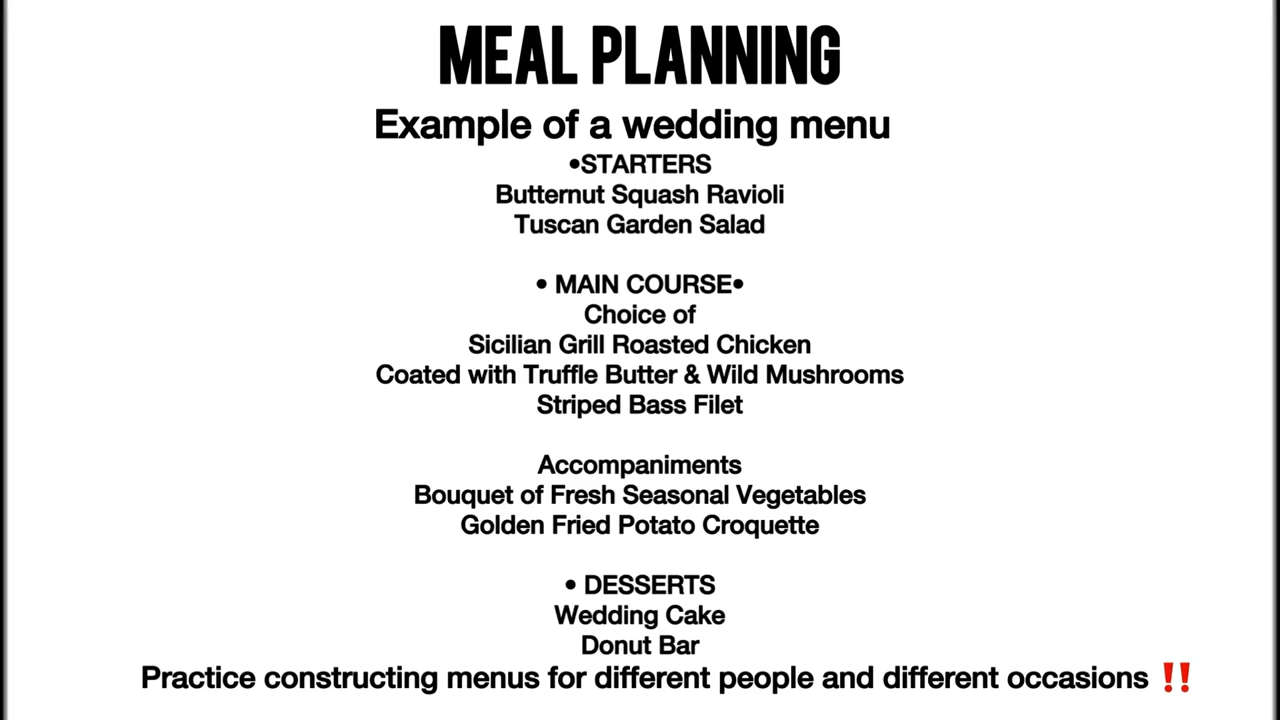 MEAL PLANNING
Example of a wedding menu
•STARTERS
Butternut Squash Ravioli
Tuscan Garden Salad
• MAIN COURSE•
Choice of
Sicilian Grill Roasted Chicken
Coated with Truffle Butter & Wild Mushrooms
Striped Bass Filet
Accompaniments
Bouquet of Fresh Seasonal Vegetables
Golden Fried Potato Croquette
• DESSERTS
Wedding Cake
Donut Bar
Practice constructing menus for different people and different occasions ‼️